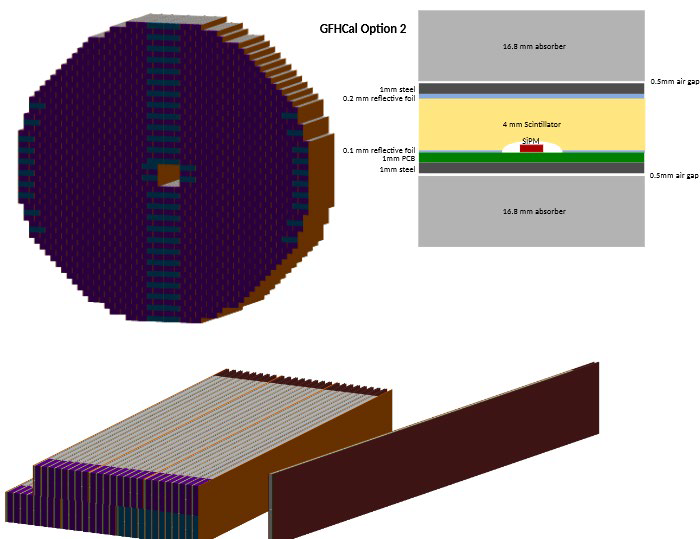 GFHCal Option 2
16.8 mm absorber
0.5mm air gap
1mm steel
0.2 mm reflective foil
4 mm Scintillator
SiPM
0.1 mm reflective foil
1mm PCB
1mm steel
0.5mm air gap
16.8 mm absorber